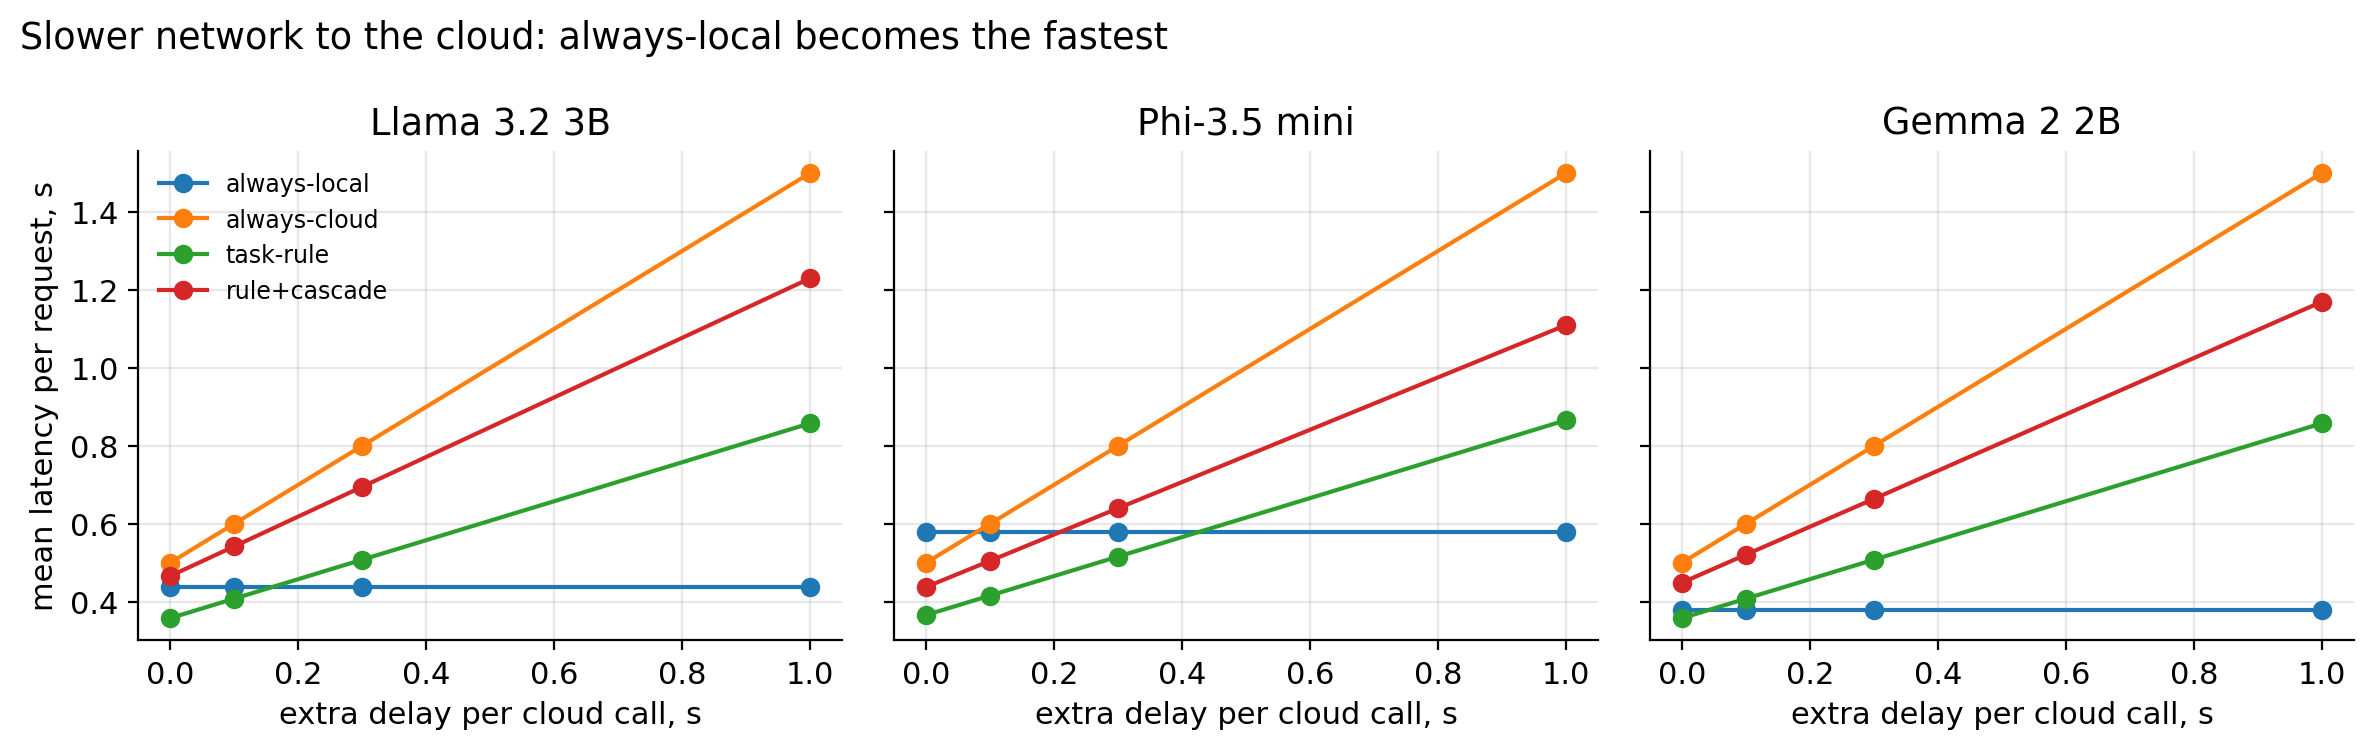 Slower network to the cloud: always-local becomes the fastest
Llama 3.2 3B
Phi-3.5 mini
Gemma 2 2B
always-local
always-cloud
task-rule
rule+cascade
mean latency per request, s
1.4
1.2
1.0
0.8
0.6
0.4
0.0 0.2 0.4 0.6 0.8 1.0
0.0 0.2 0.4 0.6 0.8 1.0
0.0 0.2 0.4 0.6 0.8 1.0
extra delay per cloud call, s
extra delay per cloud call, s
extra delay per cloud call, s